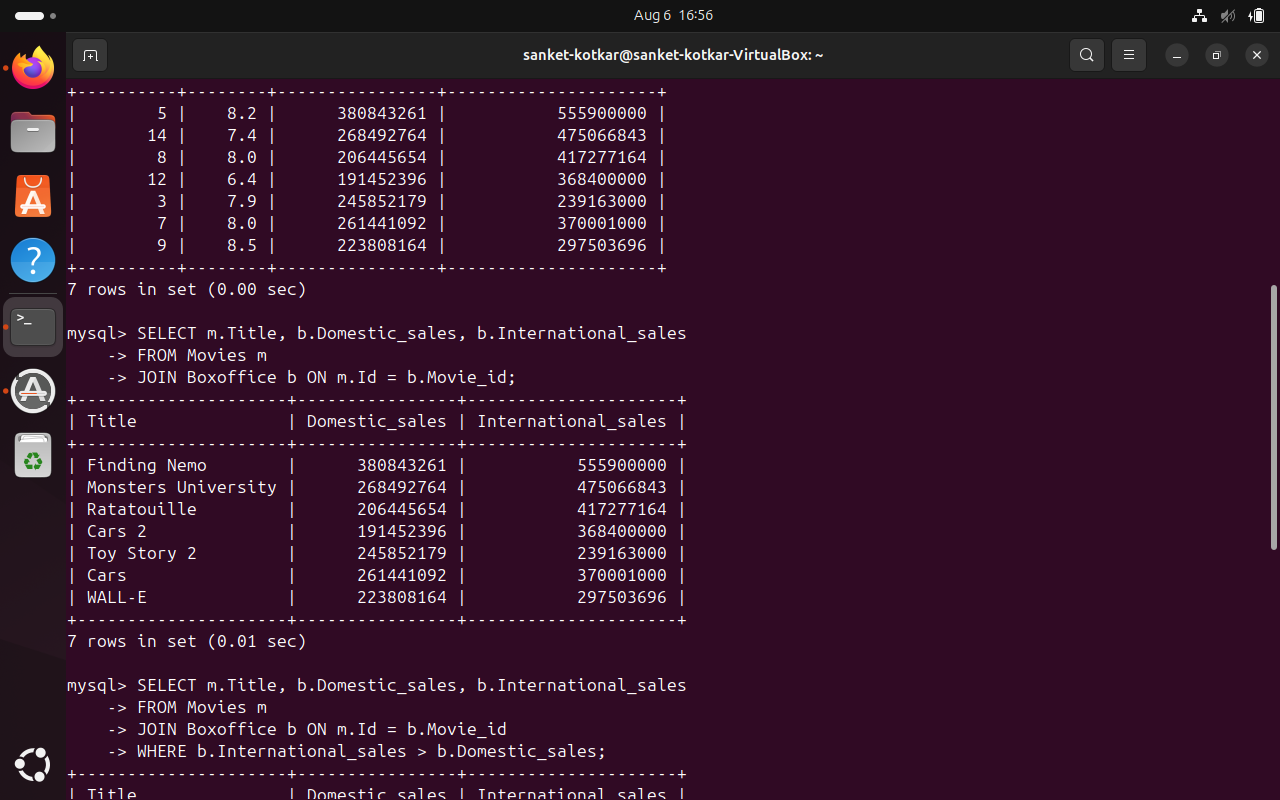 Aug 6 16:56
sanket-kotkar@sanket-kotkar-VirtualBox: ~
+----------+--------+----------------+---------------------+
|        5 |    8.2 |      380843261 |           555900000 |
|       14 |    7.4 |      268492764 |           475066843 |
|        8 |    8.0 |      206445654 |           417277164 |
|       12 |    6.4 |      191452396 |           368400000 |
|        3 |    7.9 |      245852179 |           239163000 |
|        7 |    8.0 |      261441092 |           370001000 |
|        9 |    8.5 |      223808164 |           297503696 |
+----------+--------+----------------+---------------------+
7 rows in set (0.00 sec)
mysql> SELECT m.Title, b.Domestic_sales, b.International_sales
    -> FROM Movies m
    -> JOIN Boxoffice b ON m.Id = b.Movie_id;
+---------------------+----------------+---------------------+
| Title               | Domestic_sales | International_sales |
+---------------------+----------------+---------------------+
| Finding Nemo        |      380843261 |           555900000 |
| Monsters University |      268492764 |           475066843 |
| Ratatouille         |      206445654 |           417277164 |
| Cars 2              |      191452396 |           368400000 |
| Toy Story 2         |      245852179 |           239163000 |
| Cars                |      261441092 |           370001000 |
| WALL-E              |      223808164 |           297503696 |
+---------------------+----------------+---------------------+
7 rows in set (0.01 sec)
mysql> SELECT m.Title, b.Domestic_sales, b.International_sales
    -> FROM Movies m
    -> JOIN Boxoffice b ON m.Id = b.Movie_id
    -> WHERE b.International_sales > b.Domestic_sales;
+---------------------+----------------+---------------------+
| Title               | Domestic_sales | International_sales |